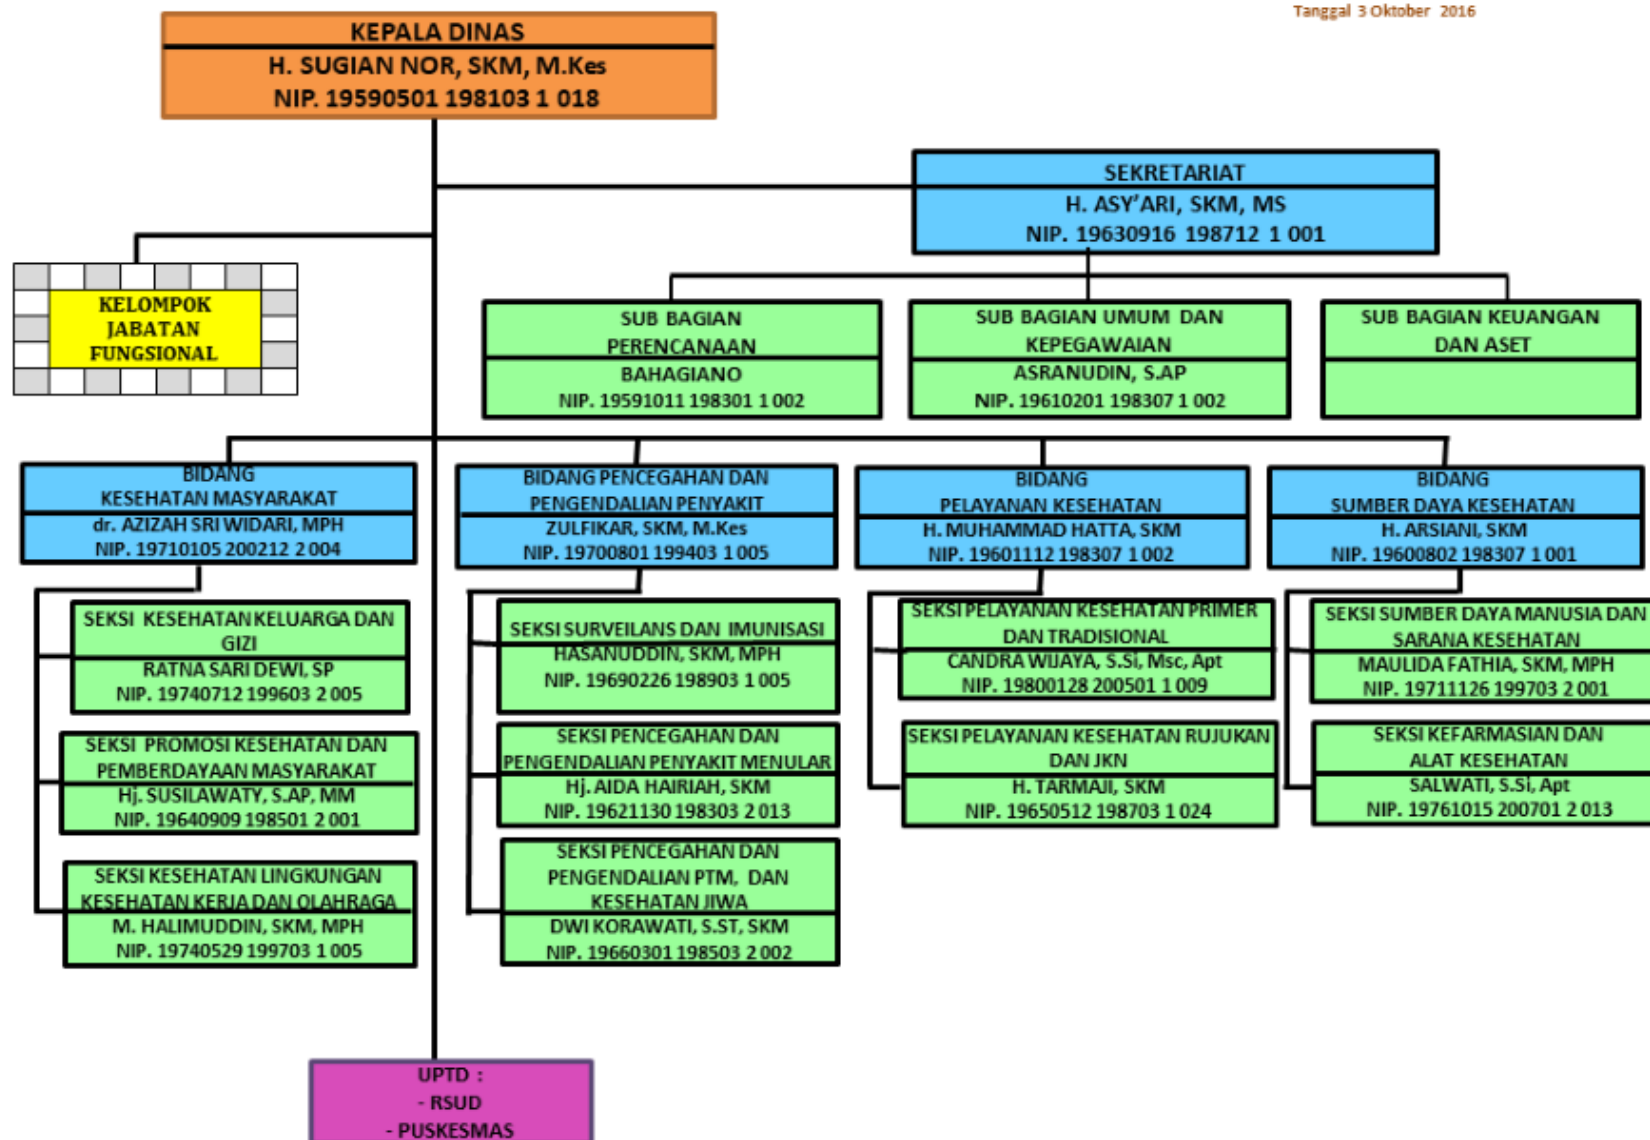 Tanggal 3 Oktober 2016
KEPALA DINAS
H. SUGIAN NOR, SKM, M.Kes
NIP. 19590501 198103 1 018
SEKRETARIAT
H. ASY'ARI, SKM, MS
NIP. 19630916 198712 1 001
KELOMPOK
JABATAN
FUNGSIONAL
SUB BAGIAN
PERENCANAAN
BAHAGIANO
NIP. 19591011 198301 1 002
SUB BAGIAN UMUM DAN
KEPEGAWAIAN
ASRANUDIN, S.AP
NIP. 19610201 198307 1 002
SUB BAGIAN KEUANGAN
DAN ASET
BIDANG
KESEHATAN MASYARAKAT
dr. AZIZAH SRI WIDARI, MPH
NIP. 19710105 200212 2 004
BIDANG PENCEGAHAN DAN
PENGENDALIAN PENYAKIT
ZULFIKAR, SKM, M.Kes
NIP. 19700801 199403 1 005
BIDANG
PELAYANAN KESEHATAN
H. MUHAMMAD HATTA, SKM
NIP. 19601112 198307 1 002
BIDANG
SUMBER DAYA KESEHATAN
H. ARSIANI, SKM
NIP. 19600802 198307 1 001
SEKSI KESEHATAN KELUARGA DAN
GIZI
RATNA SARI DEWI, SP
NIP. 19740712 199603 2 005
SEKSI PROMOSI KESEHATAN DAN
PEMBERDAYAAN MASYARAKAT
Hj. SUSILAWATY, S.AP, MM
NIP. 19640909 198501 2 001
SEKSI KESEHATAN LINGKUNGAN
KESEHATAN KERJA DAN OLAHRAGA
M. HALIMUDDIN, SKM, MPH
NIP. 19740529 199703 1 005
SEKSI SURVEILANS DAN IMUNISASI
HASANUDDIN, SKM, MPH
NIP. 19690226 198903 1 005
SEKSI PENCEGAHAN DAN
PENGENDALIAN PENYAKIT MENULAR
Hj. AIDA HAIRIAH, SKM
NIP. 19621130 198303 2 013
SEKSI PENCEGAHAN DAN
PENGENDALIAN PTM, DAN
KESEHATAN JIWA
DWI KORAWATI, S.ST, SKM
NIP. 19660301 198503 2 002
SEKSI PELAYANAN KESEHATAN PRIMER
DAN TRADISIONAL
CANDRA WIJAYA, S.Si, Msc, Apt
NIP. 19800128 200501 1 009
SEKSI PELAYANAN KESEHATAN RUJUKAN
DAN JKN
H. TARMAJI, SKM
NIP. 19650512 198703 1 024
SEKSI SUMBER DAYA MANUSIA DAN
SARANA KESEHATAN
MAULIDA FATHIA, SKM, MPH
NIP. 19711126 199703 2 001
SEKSI KEFARMASIAN DAN
ALAT KESEHATAN
SALWATI, S.Si, Apt
NIP. 19761015 200701 2 013
UPTD :
- RSUD
- PUSKESMAS